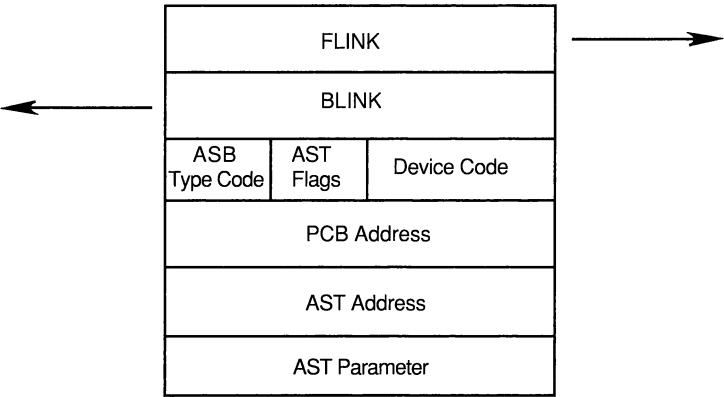 FLINK
BLINK
ASB
Type Code
AST
Flags
Device Code
PCB Address
AST Address
AST Parameter